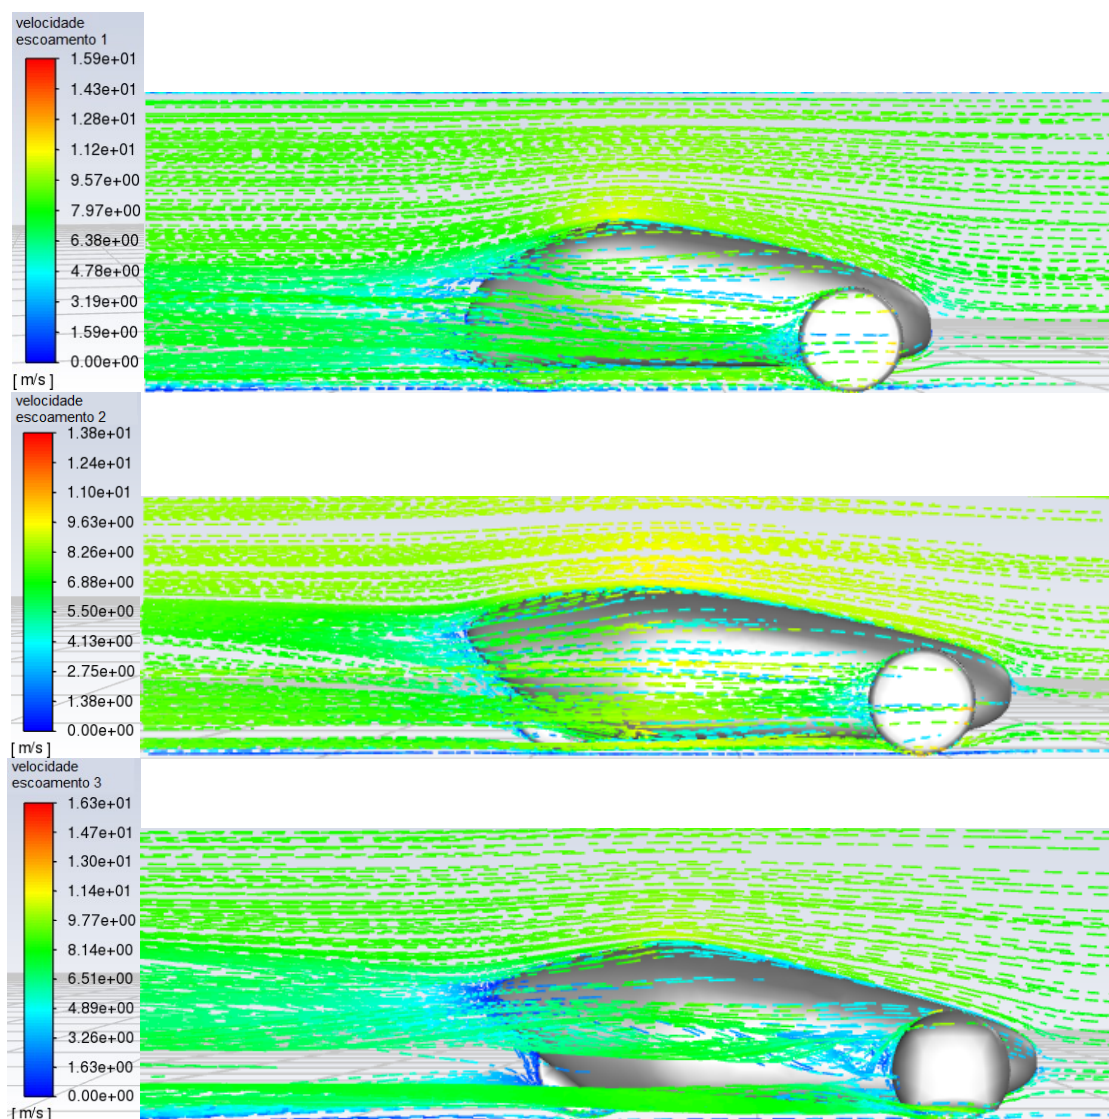 velocidade
escoamento 1
1.59e+01
1.43e+01
1.28e+01
1.12e+01
9.57e+00
7.97e+00
6.38e+00
4.78e+00
3.19e+00
1.59e+00
0.00e+00
[ m/s ]
velocidade
escoamento 2
1.38e+01
1.24e+01
1.10e+01
9.63e+00
8.26e+00
6.88e+00
5.50e+00
4.13e+00
2.75e+00
1.38e+00
0.00e+00
[ m/s ]
velocidade
escoamento 3
1.63e+01
1.47e+01
1.30e+01
1.14e+01
9.77e+00
8.14e+00
6.51e+00
4.89e+00
3.26e+00
1.63e+00
0.00e+00
[ m/s ]